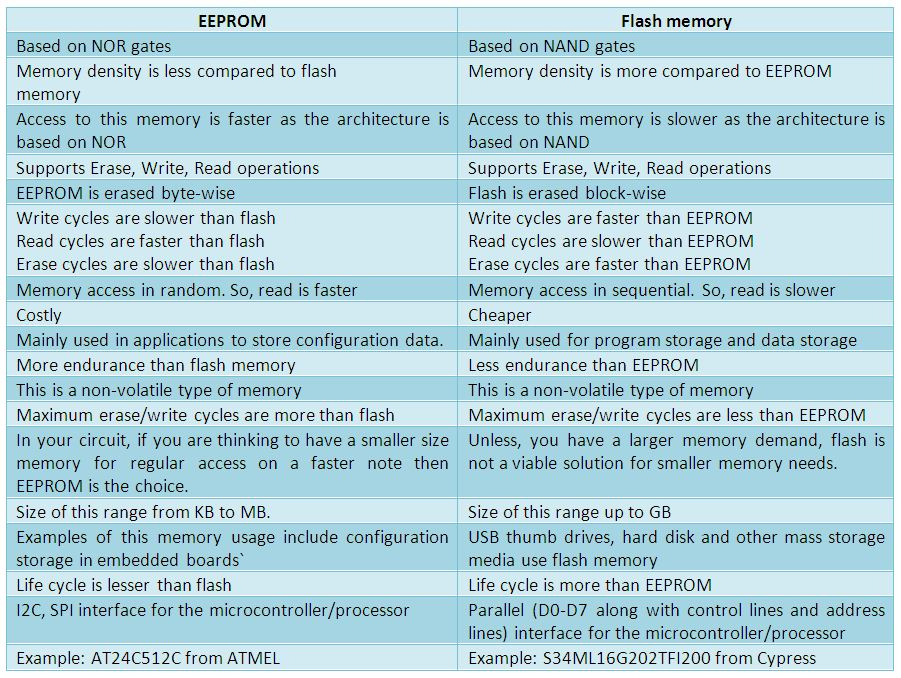 EEPROM
Flash memory
Based on NOR gates
Based on NAND gates
Memory density is less compared to flash
memory
Memory density is more compared to EEPROM
Access to this memory is faster as the architecture is
based on NOR
Access to this memory is slower as the architecture is
based on NAND
Supports Erase, Write, Read operations
Supports Erase, Write, Read operations
EEPROM is erased byte-wise
Flash is erased block-wise
Write cycles are slower than flash
Read cycles are faster than flash
Erase cycles are slower than flash
Write cycles are faster than EEPROM
Read cycles are slower than EEPROM
Erase cycles are faster than EEPROM
Memory access in random. So, read is faster
Memory access in sequential. So, read is slower
Costly
Cheaper
Mainly used in applications to store configuration data.
Mainly used for program storage and data storage
More endurance than flash memory
Less endurance than EEPROM
This is a non-volatile type of memory
This is a non-volatile type of memory
Maximum erase/write cycles are more than flash
Maximum erase/write cycles are less than EEPROM
In your circuit, if you are thinking to have a smaller size
memory for regular access on a faster note then
EEPROM is the choice.
Unless, you have a larger memory demand, flash is
not a viable solution for smaller memory needs.
Size of this range from KB to MB.
Size of this range up to GB
Examples of this memory usage include configuration
storage in embedded boards`
USB thumb drives, hard disk and other mass storage
media use flash memory
Life cycle is lesser than flash
Life cycle is more than EEPROM
I2C, SPI interface for the microcontroller/processor
Parallel (D0-D7 along with control lines and address
lines) interface for the microcontroller/processor
Example: AT24C512C from ATMEL
Example: S34ML16G202TFI200 from Cypress